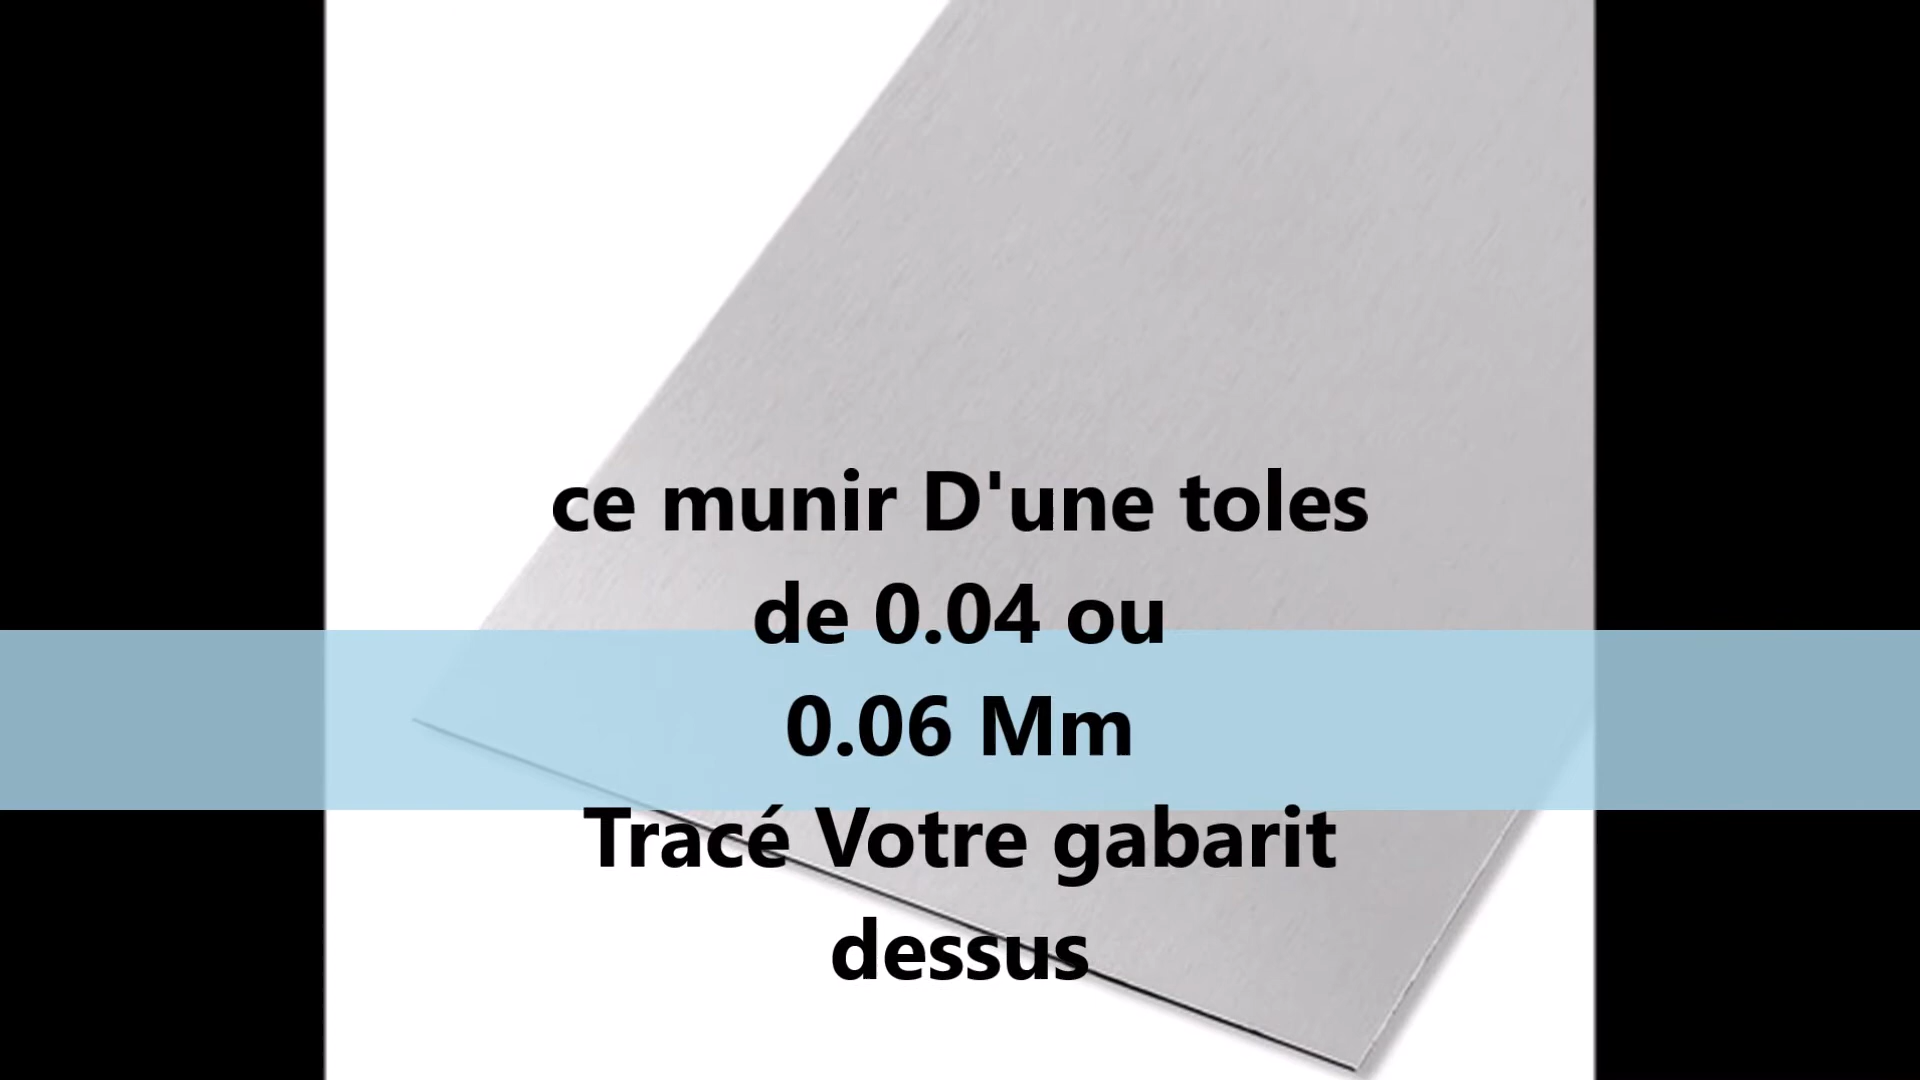 ce munir D'une toles
de 0.04 ou
0.06 Mm
Tracé Votre gabarit
dessus